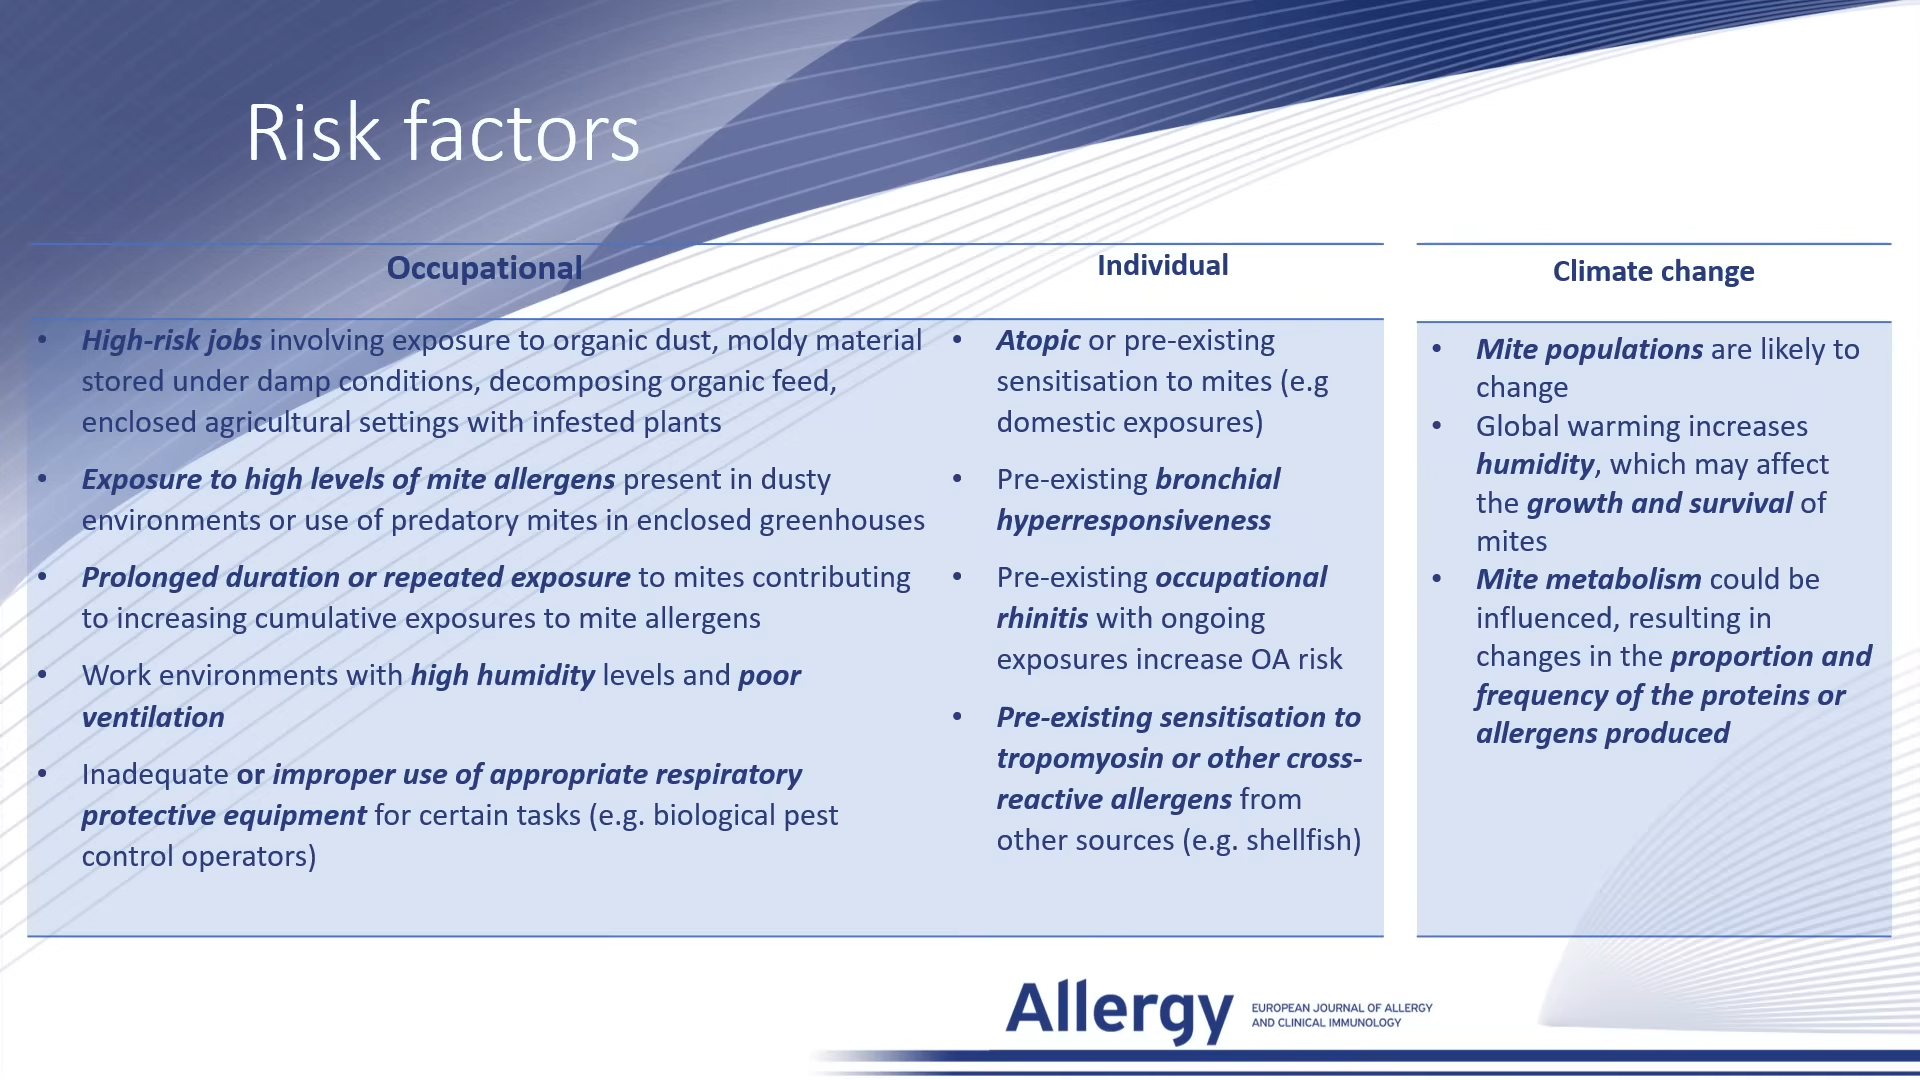 Risk factors
Occupational
• High-risk jobs involving exposure to organic dust, moldy material
stored under damp conditions, decomposing organic feed,
enclosed agricultural settings with infested plants
• Exposure to high levels of mite allergens present in dusty
environments or use of predatory mites in enclosed greenhouses
• Prolonged duration or repeated exposure to mites contributing
to increasing cumulative exposures to mite allergens
• Work environments with high humidity levels and poor
ventilation
• Inadequate or improper use of appropriate respiratory
protective equipment for certain tasks (e.g. biological pest
control operators)
Individual
• Atopic or pre-existing
sensitisation to mites (e.g
domestic exposures)
• Pre-existing bronchial
hyperresponsiveness
• Pre-existing occupational
rhinitis with ongoing
exposures increase OA risk
• Pre-existing sensitisation to
tropomyosin or other cross-
reactive allergens from
other sources (e.g. shellfish)
Climate change
• Mite populations are likely to
change
• Global warming increases
humidity, which may affect
the growth and survival of
mites
• Mite metabolism could be
influenced, resulting in
changes in the proportion and
frequency of the proteins or
allergens produced
Allergy
EUROPEAN JOURNAL OF ALLERGY
AND CLINICAL IMMUNOLOGY